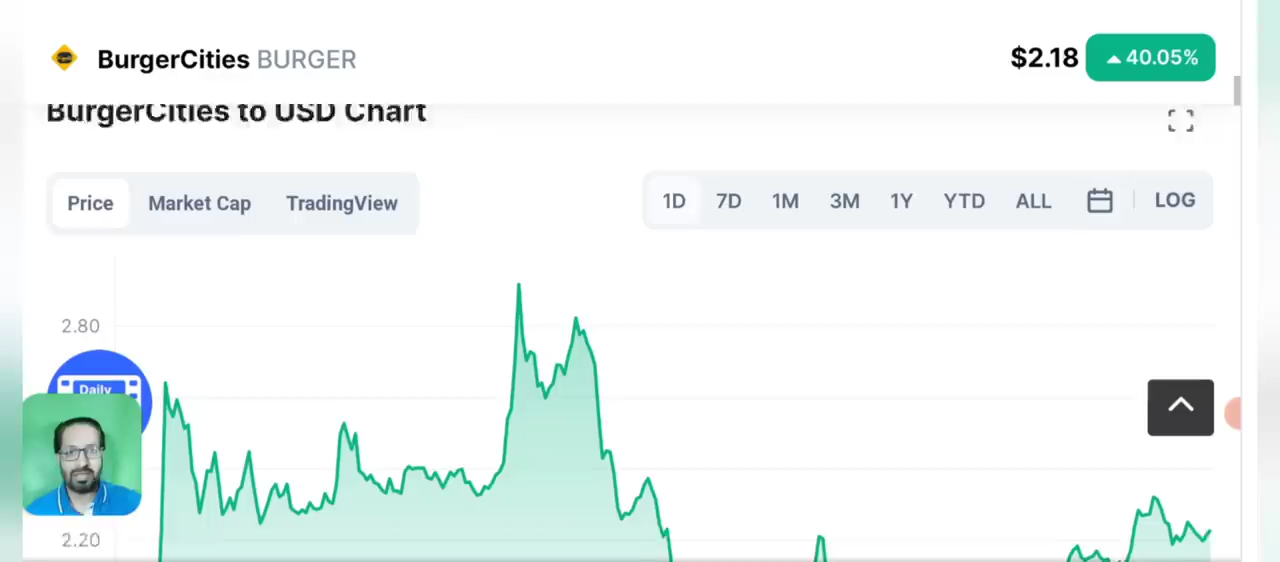 BurgerCities BURGER
$2.18 40.05%
BurgerCities to USD Chart
Price Market Cap TradingView
1D 7D 1M 3M 1Y YTD ALL LOG
2.80
Daily
2.20